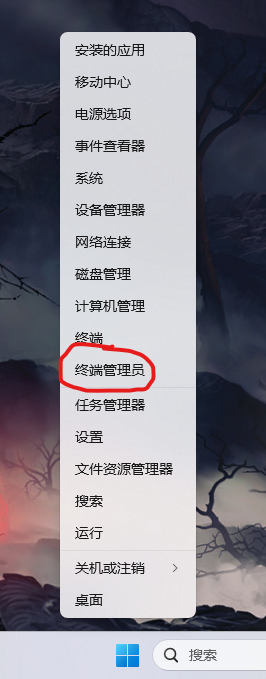 安装的应用
移动中心
电源选项
事件查看器
系统
设备管理器
网络连接
磁盘管理
计算机管理
终端
终端管理员
任务管理器
设置
文件资源管理器
搜索
运行
关机或注销
桌面
搜索